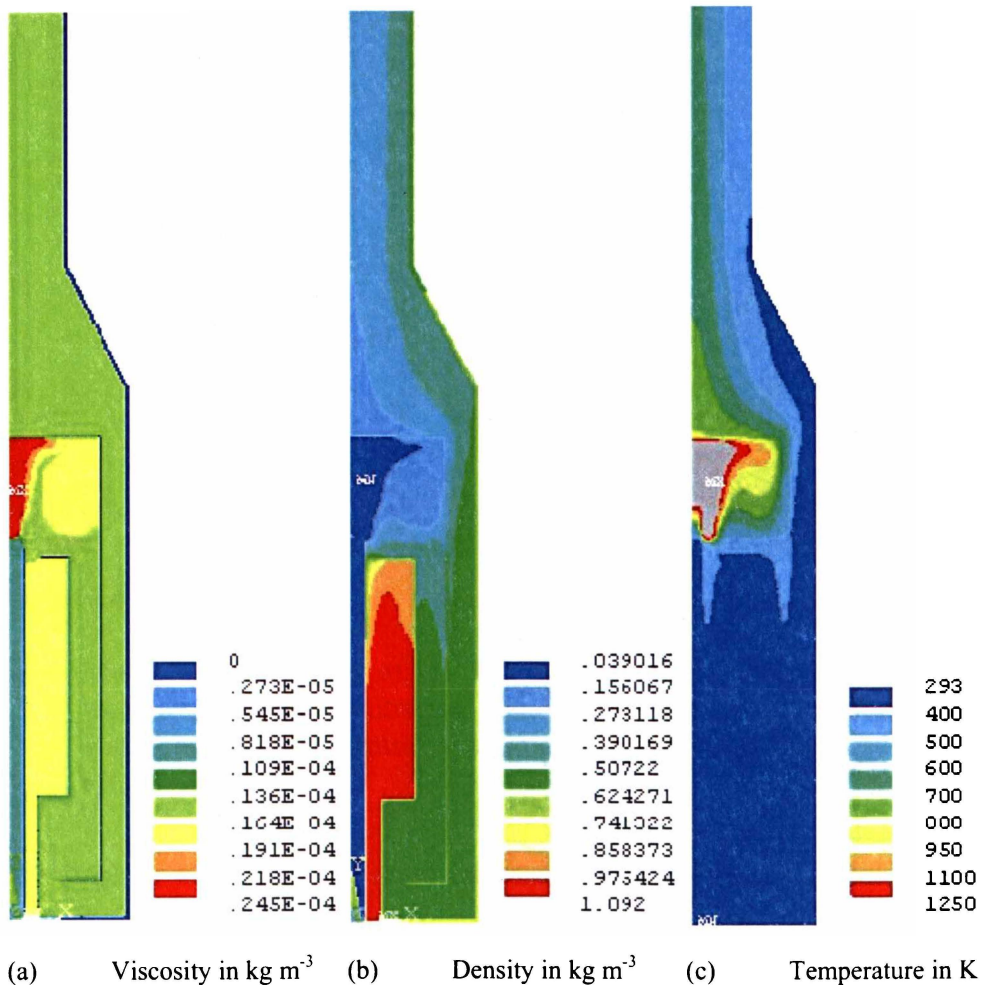 0
.273E-05
.545E-05
.818E-05
.109E-04
.136E-04
.164E 04
.191E-04
.218E-04
.245E-04
X
.039016
.156067
.273118
.390169
.50722
.624271
.741022
.858373
.975424
1.092
Y
X
293
400
500
600
700
000
950
1100
1250
(a) Viscosity in kg m⁻³ (b) Density in kg m⁻³ (c) Temperature in K